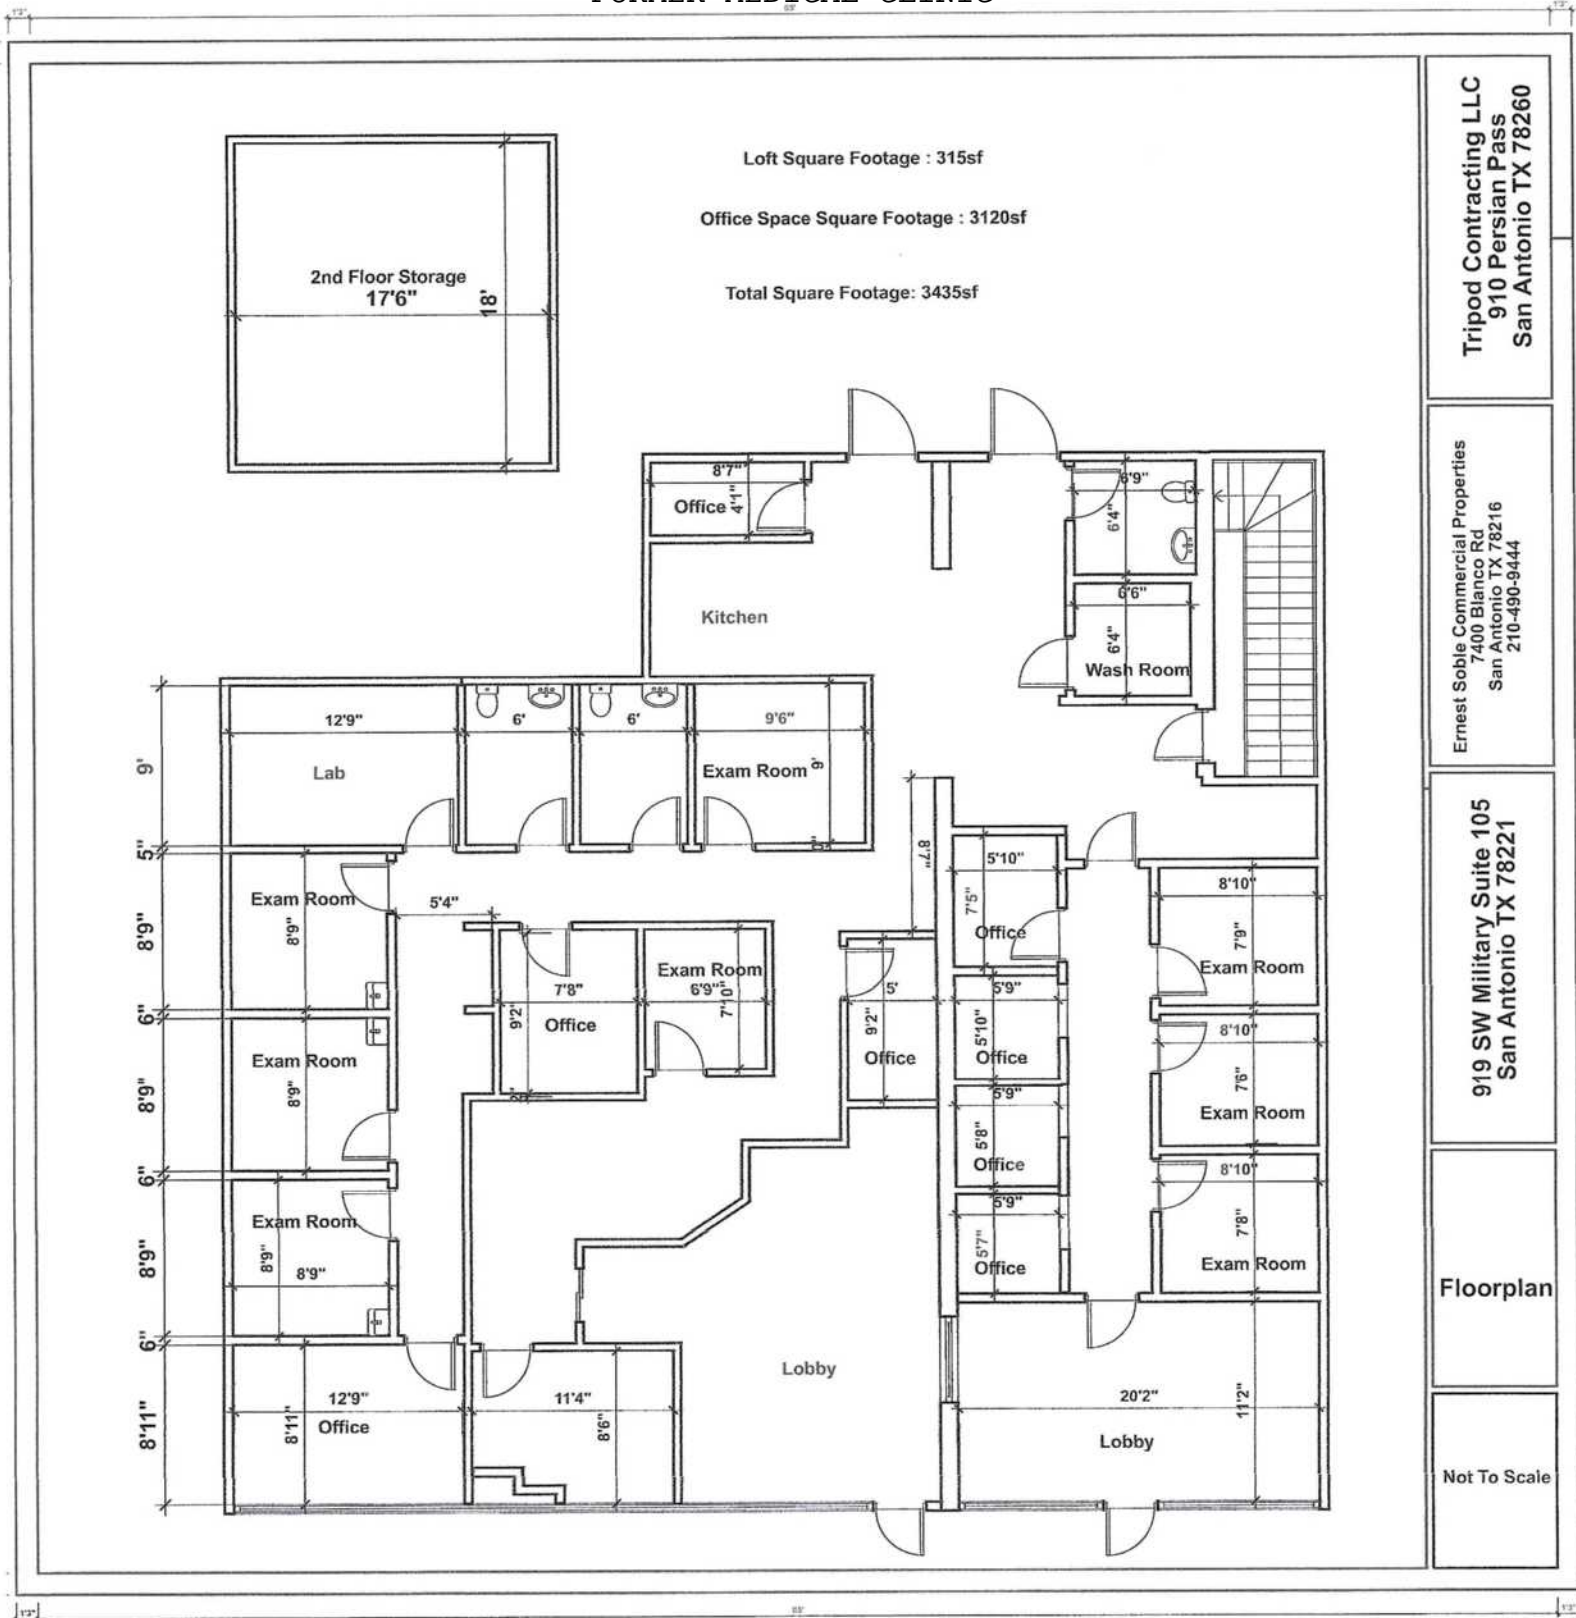 FORMER MEDICAL CLINIC
Loft Square Footage : 315sf
Office Space Square Footage : 3120sf
Total Square Footage: 3435sf
2nd Floor Storage
17'6"
18'
8'7"
4'1"
Office
6'9"
6'4"
Kitchen
6'6"
6'4"
Wash Room
12'9"
6'
6'
9'6"
9'
Lab
Exam Room
9'
5"
8'9"
6"
8'9"
6"
8'9"
6"
8'11"
Exam Room
8'9"
5'4"
8'7"
5'10"
7'5"
Office
8'10"
7'9"
Exam Room
Exam Room
6'9"
7'10"
7'8"
9'2"
Office
5'
9'2"
Office
5'9"
5'10"
Office
8'10"
7'6"
Exam Room
Exam Room
8'9"
5'9"
5'8"
Office
8'10"
7'8"
Exam Room
Exam Room
8'9"
8'9"
5'9"
5'7"
Office
12'9"
8'11"
Office
11'4"
8'6"
Lobby
20'2"
11'2"
Lobby
Tripod Contracting LLC
910 Persian Pass
San Antonio TX 78260
Ernest Soble Commercial Properties
7400 Blanco Rd
San Antonio TX 78216
210-490-9444
919 SW Military Suite 105
San Antonio TX 78221
Floorplan
Not To Scale